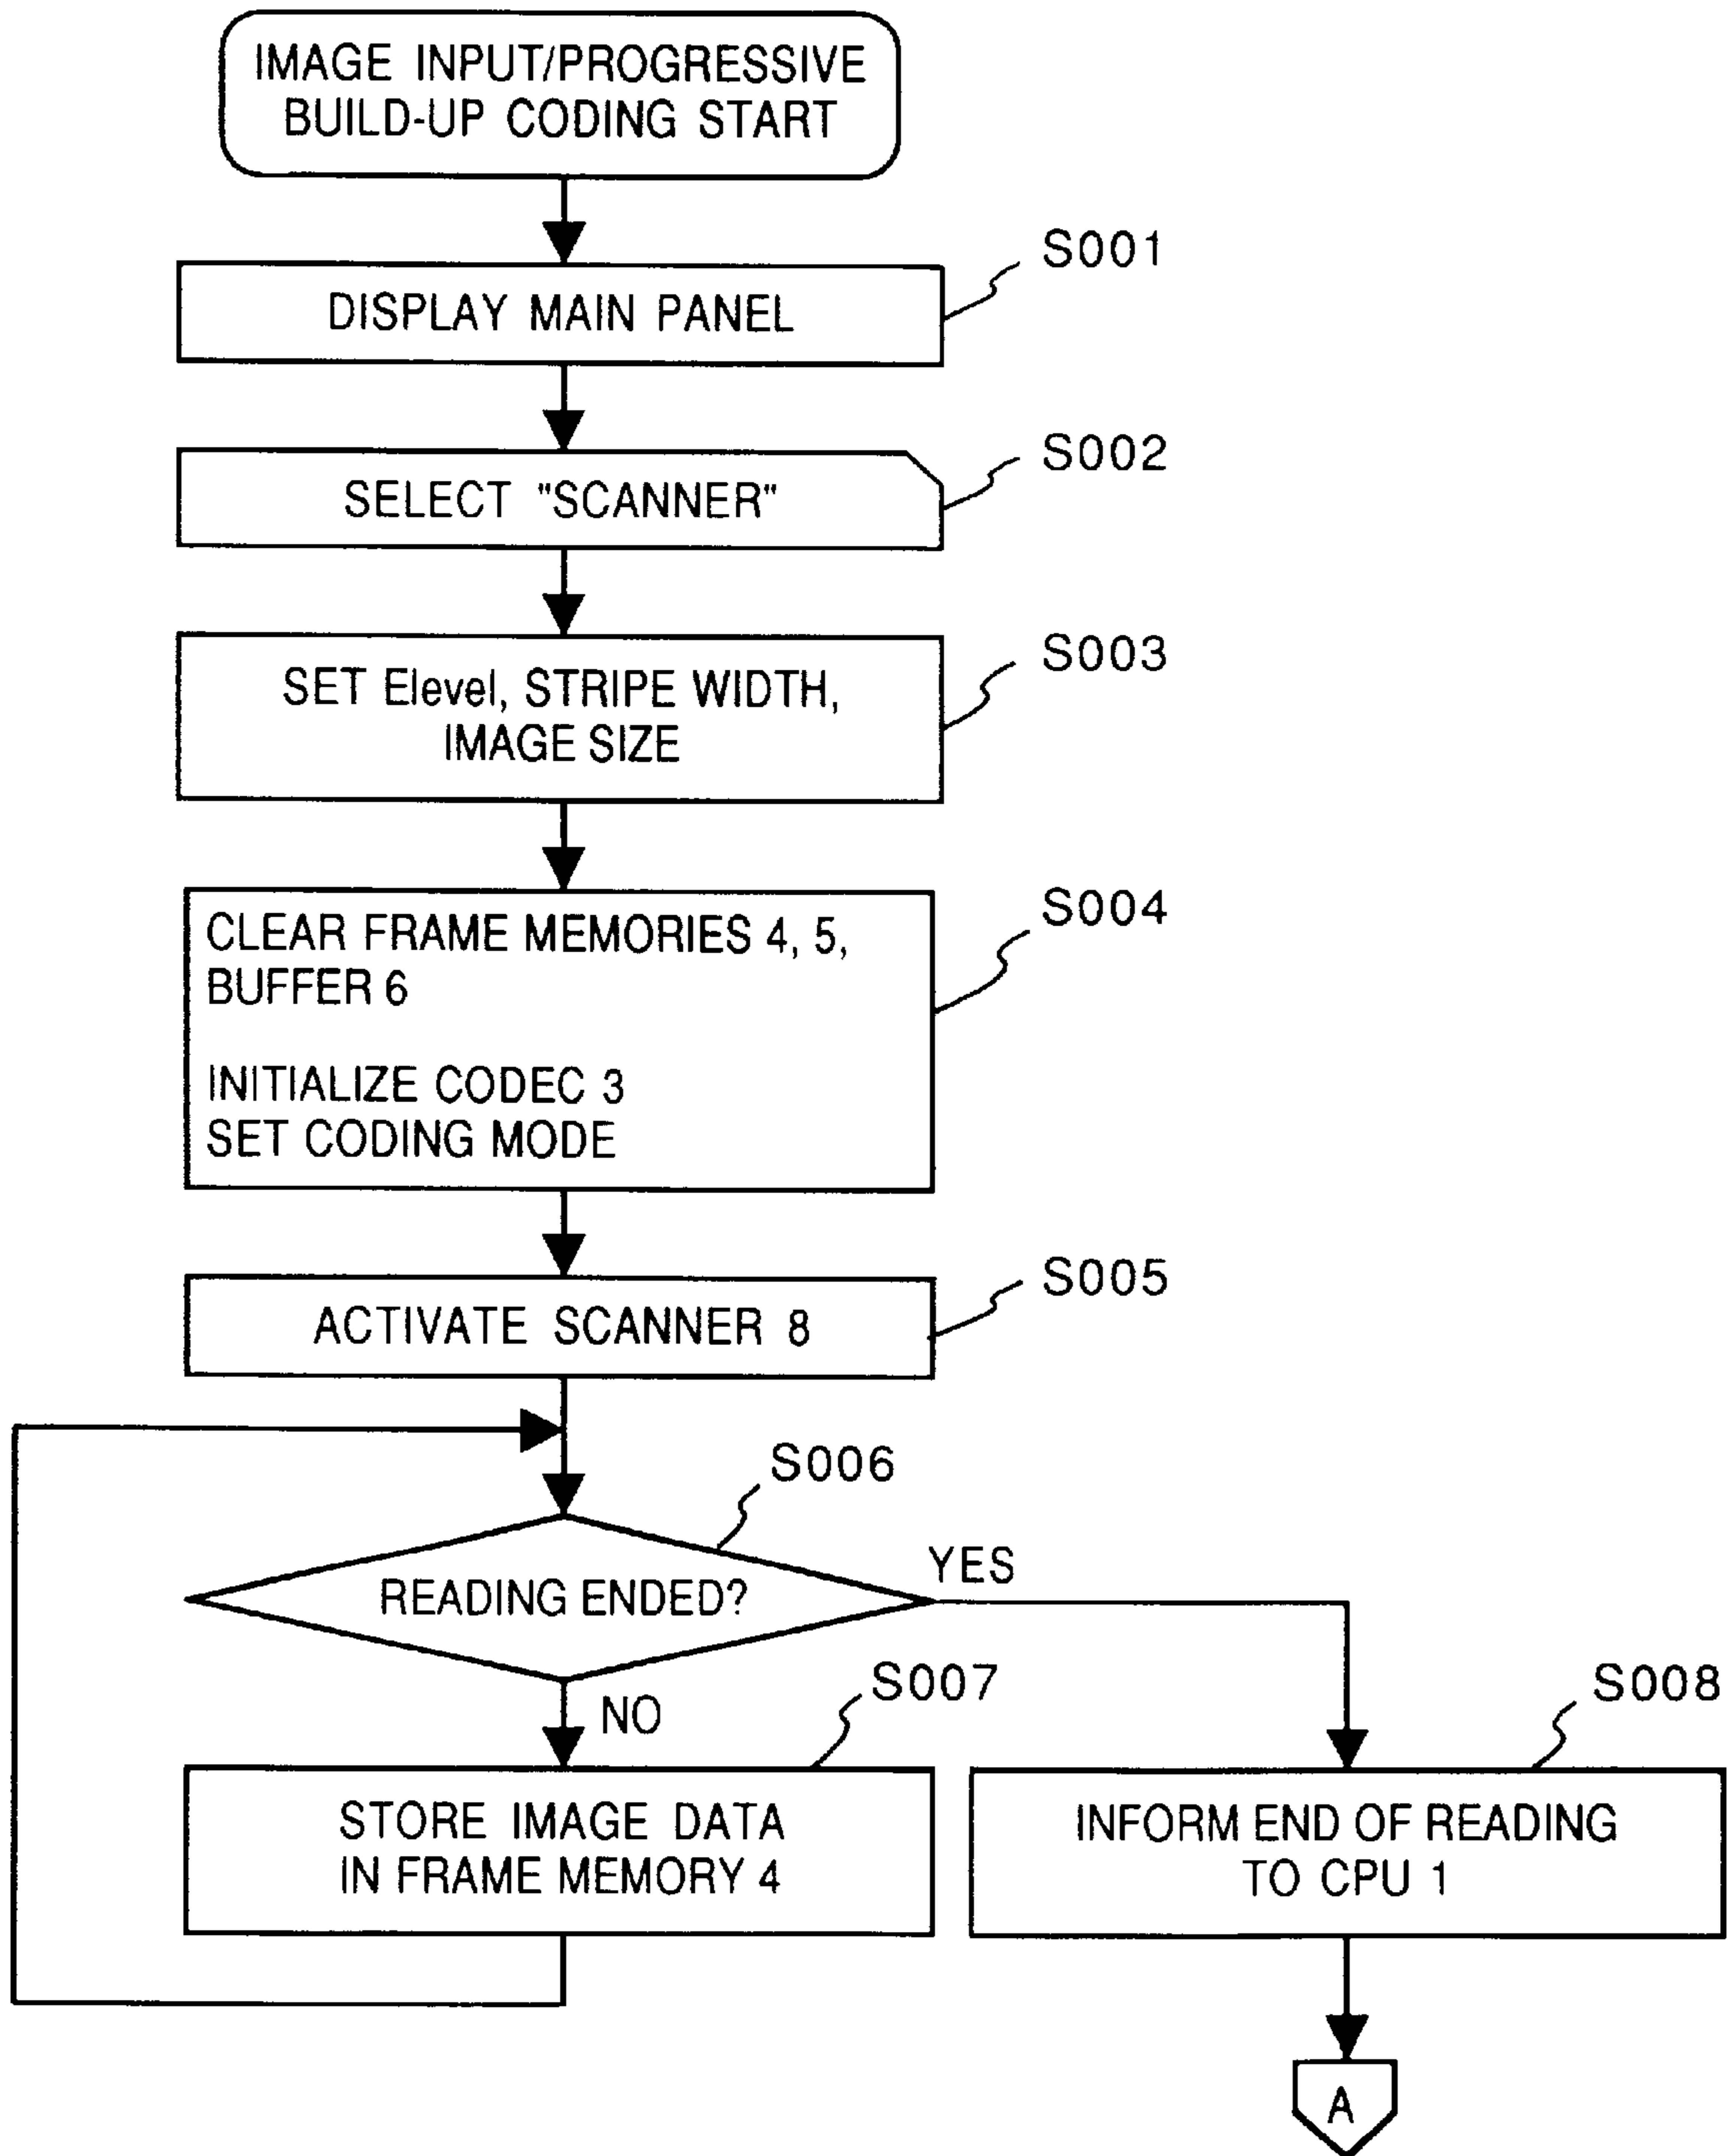 IMAGE INPUT/PROGRESSIVE
BUILD-UP CODING START
S001
DISPLAY MAIN PANEL
S002
SELECT "SCANNER"
S003
SET Elevel, STRIPE WIDTH,
IMAGE SIZE
S004
CLEAR FRAME MEMORIES 4, 5,
BUFFER 6
INITIALIZE CODEC 3
SET CODING MODE
S005
ACTIVATE SCANNER 8
S006
READING ENDED?
YES
NO
S007
STORE IMAGE DATA
IN FRAME MEMORY 4
S008
INFORM END OF READING
TO CPU 1
A